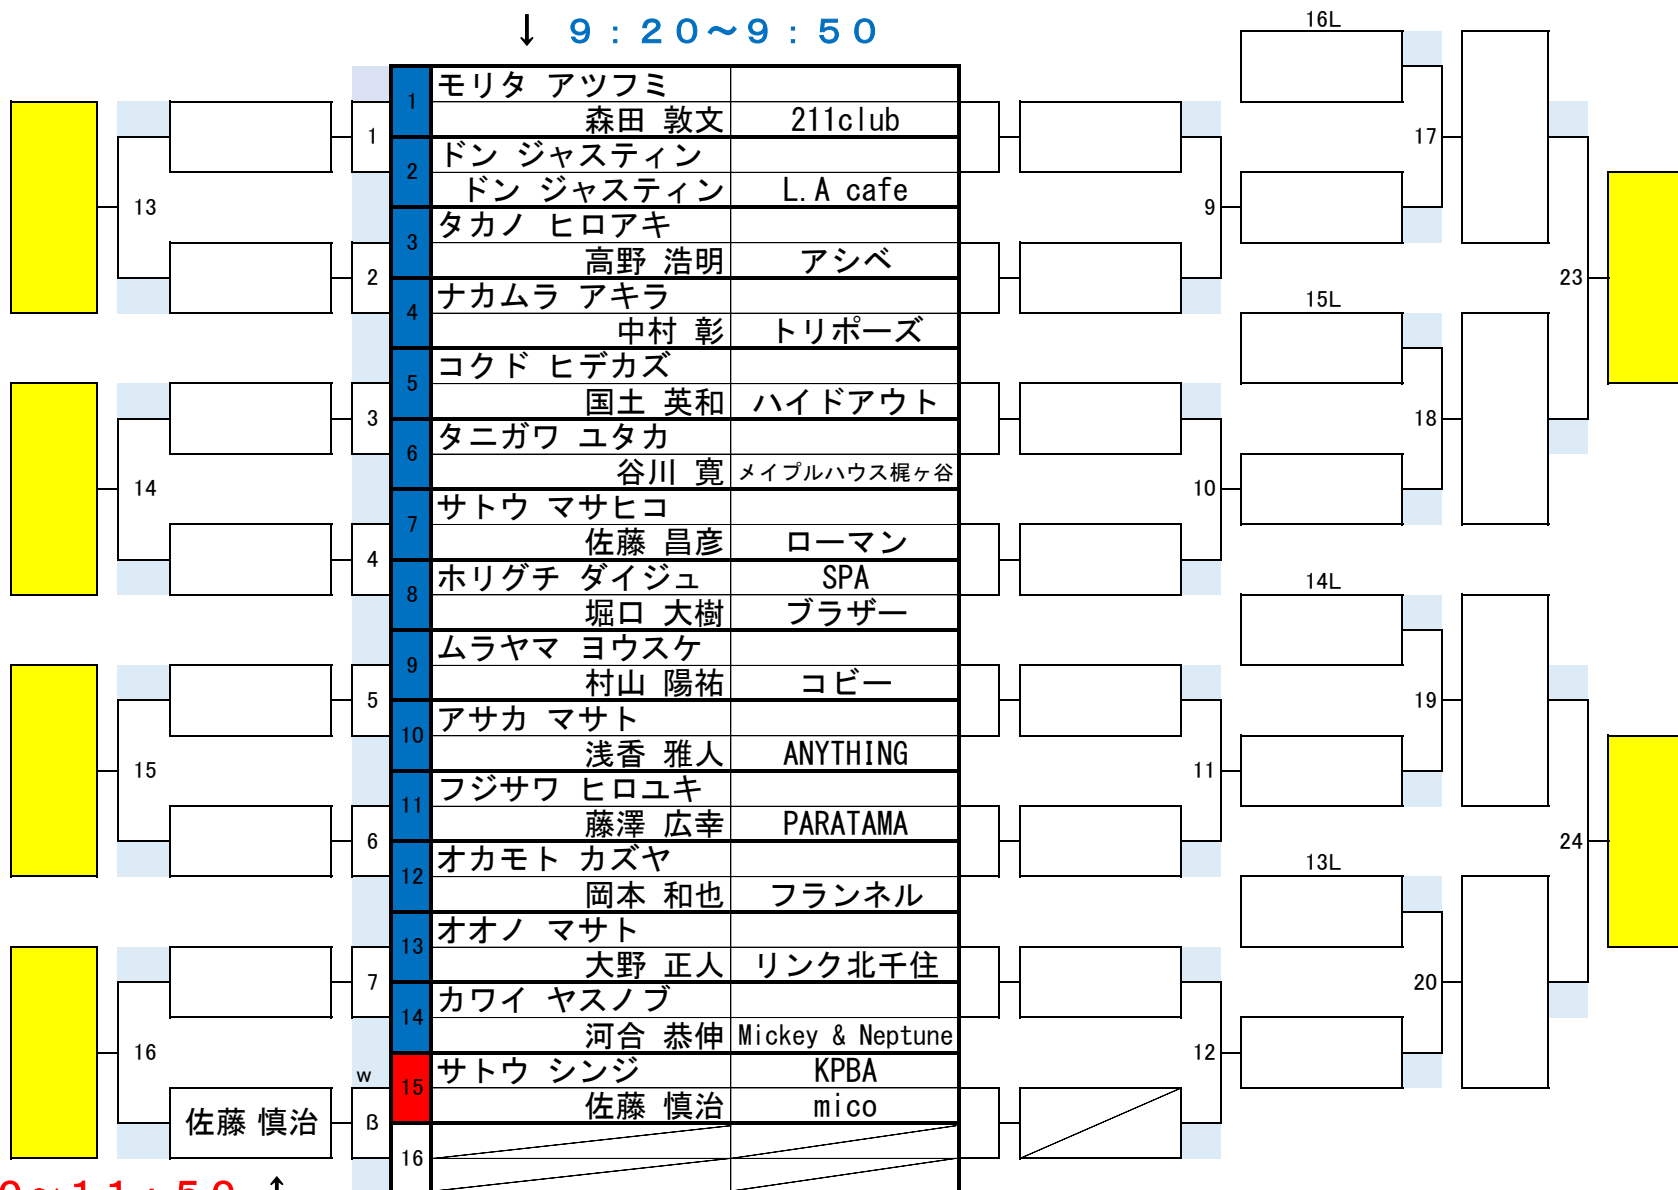 ↓ 9：20～9：50
16L
1 モリタ アツフミ
森田 敦文 211club
1
17
2 ドン ジャスティン
ドン ジャスティン L.A cafe
13
9
3 タカノ ヒロアキ
高野 浩明 アシベ
2
23
4 ナカムラ アキラ
中村 彰 トリポーズ
15L
5 コクド ヒデカズ
国土 英和 ハイドアウト
3
18
6 タニガワ ユタカ
谷川 寛 メイプルハウス梶ヶ谷
14
10
7 サトウ マサヒコ
佐藤 昌彦 ローマン
4
8 ホリグチ ダイジュ SPA
堀口 大樹 ブラザー
14L
9 ムラヤマ ヨウスケ
村山 陽祐 コビー
5
19
10 アサカ マサト
浅香 雅人 ANYTHING
15
11
11 フジサワ ヒロユキ
藤澤 広幸 PARATAMA
6
24
12 オカモト カズヤ
岡本 和也 フランネル
13L
13 オオノ マサト
大野 正人 リンク北千住
7
20
14 カワイ ヤスノブ
河合 恭伸 Mickey & Neptune
16
12
w
15 サトウ シンジ KPBA
佐藤 慎治 mico
佐藤 慎治 ß
16
～11：50 ↑